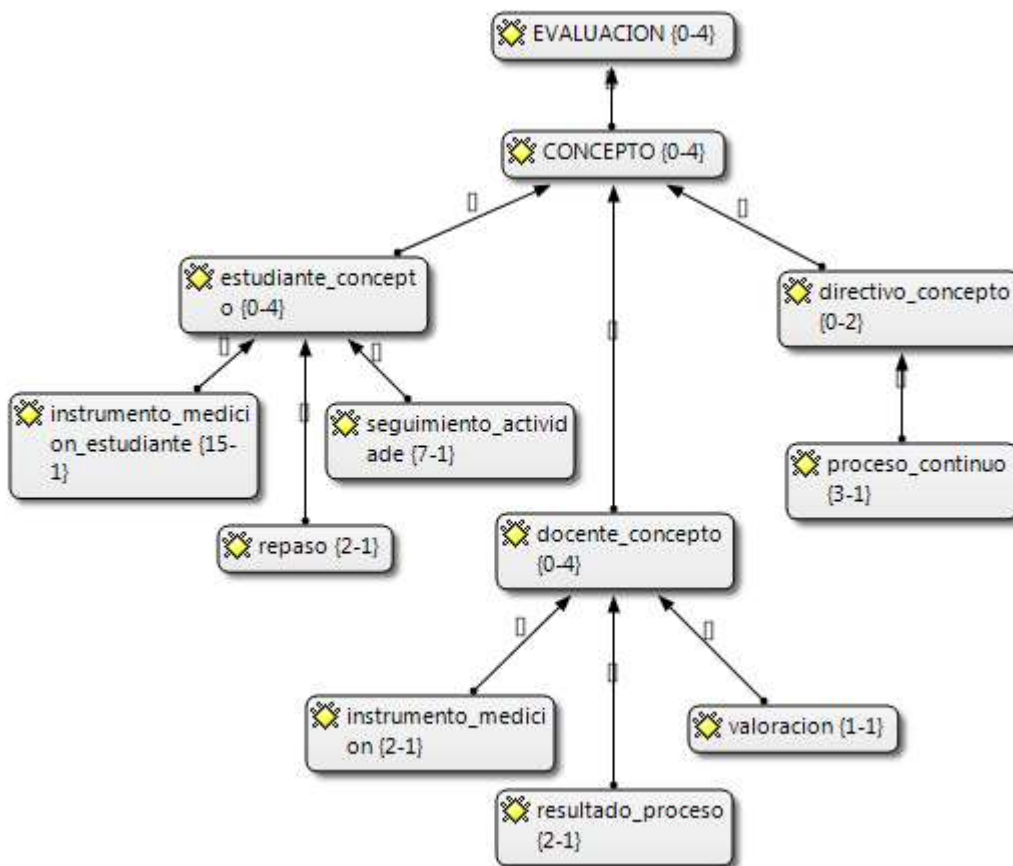 EVALUACION {0-4}
CONCEPTO {0-4}
estudiante_concept
o {0-4}
directivo_concepto
{0-2}
instrumento_medici
on_estudiante {15-
1}
seguimiento_activid
ade {7-1}
proceso_continuo
{3-1}
repaso {2-1}
docente_concepto
{0-4}
instrumento_medici
on {2-1}
valoracion {1-1}
resultado_proceso
{2-1}